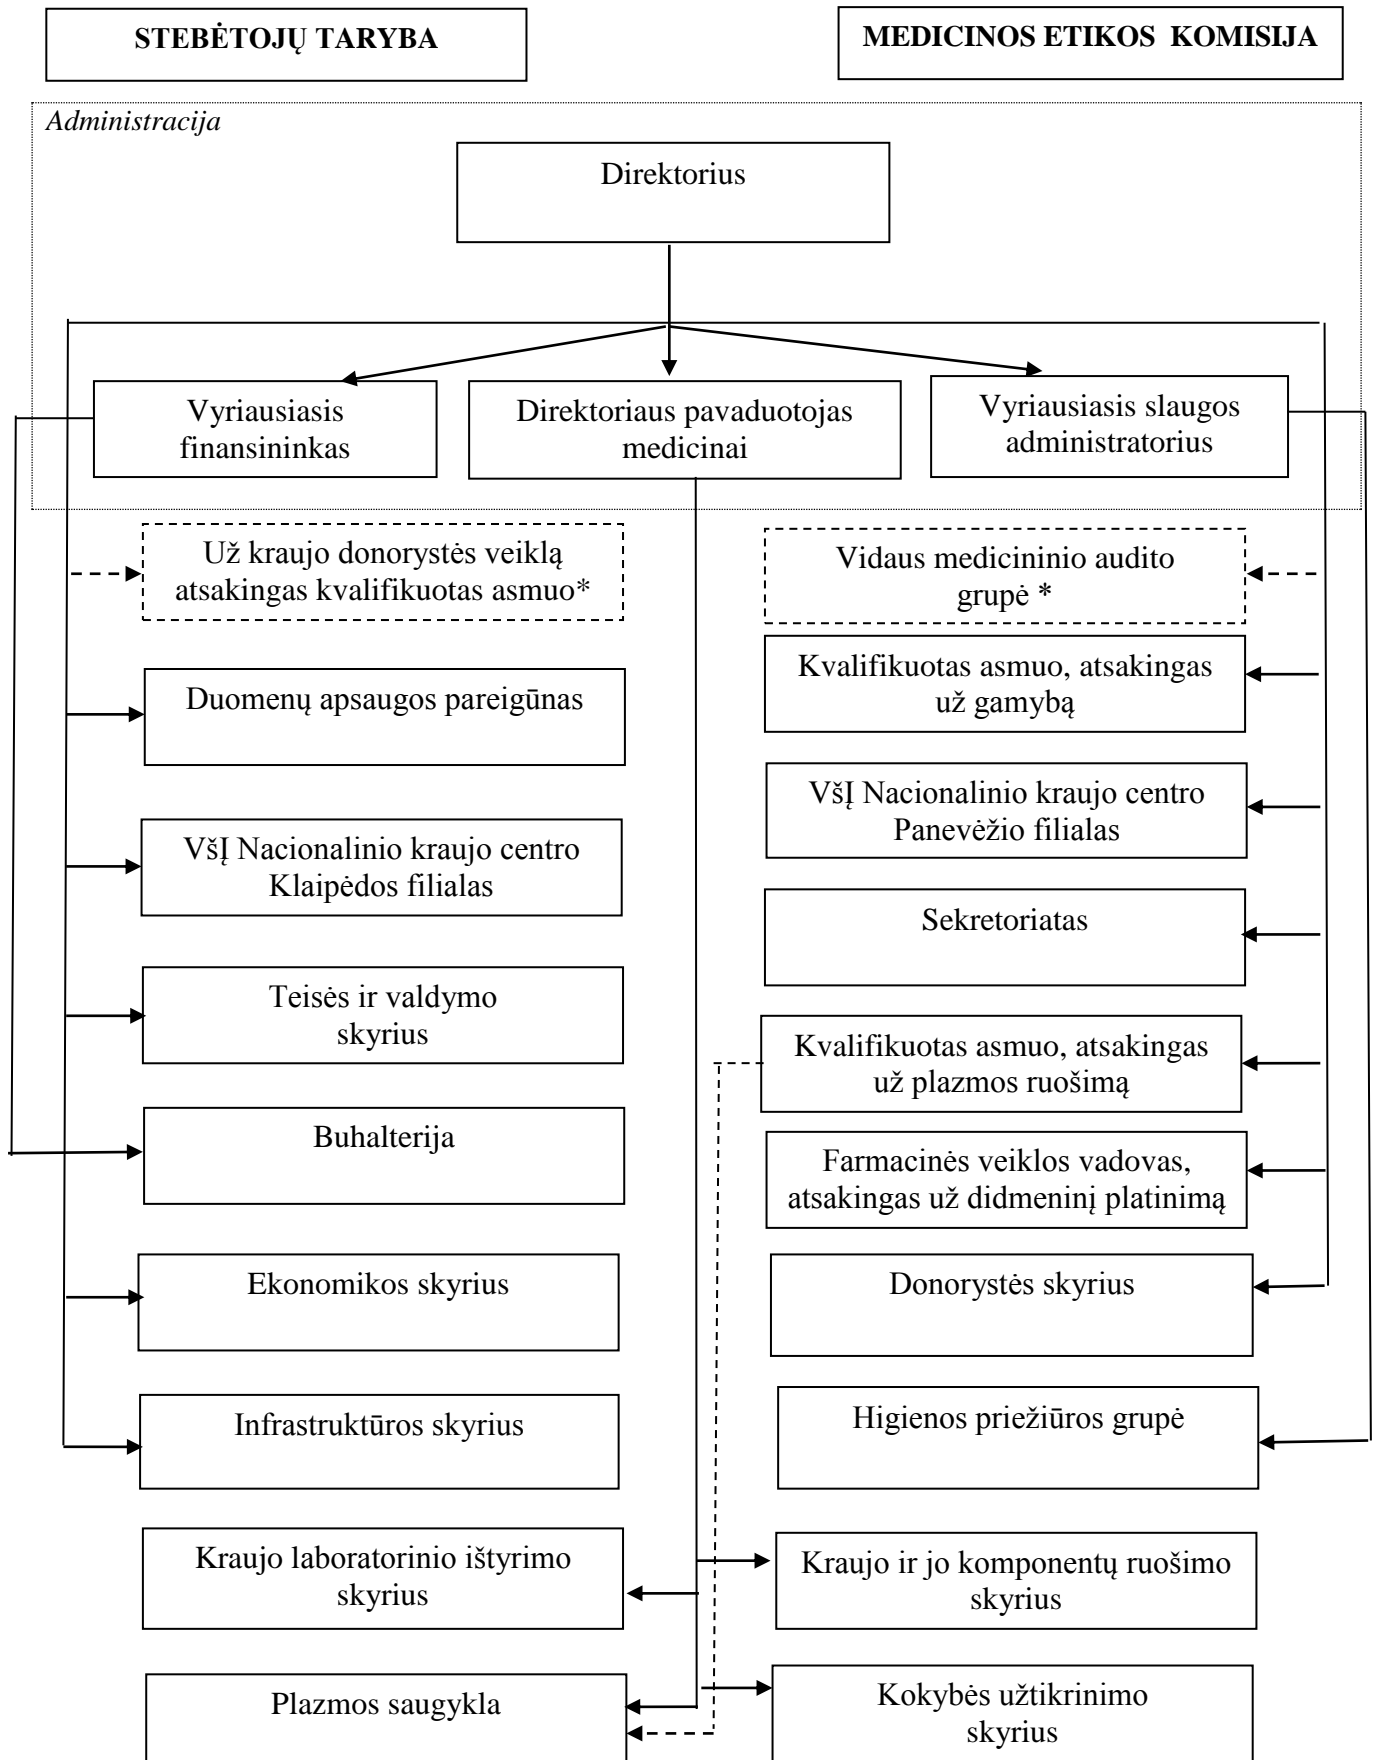 STEBĖTOJŲ TARYBA
MEDICINOS ETIKOS KOMISIJA
Administracija
Direktorius
Vyriausiasis
finansininkas
Direktoriaus pavaduotojas
medicinai
Vyriausiasis slaugos
administratorius
Už kraujo donorystės veiklą
atsakingas kvalifikuotas asmuo*
Vidaus medicininio audito
grupė *
Duomenų apsaugos pareigūnas
Kvalifikuotas asmuo, atsakingas
už gamybą
VšĮ Nacionalinio kraujo centro
Klaipėdos filialas
VšĮ Nacionalinio kraujo centro
Panevėžio filialas
Sekretoriatas
Teisės ir valdymo
skyrius
Kvalifikuotas asmuo, atsakingas
už plazmos ruošimą
Buhalterija
Farmacinės veiklos vadovas,
atsakingas už didmeninį platinimą
Ekonomikos skyrius
Donorystės skyrius
Infrastruktūros skyrius
Higienos priežiūros grupė
Kraujo laboratorinio ištyrimo
skyrius
Kraujo ir jo komponentų ruošimo
skyrius
Plazmos saugykla
Kokybės užtikrinimo
skyrius